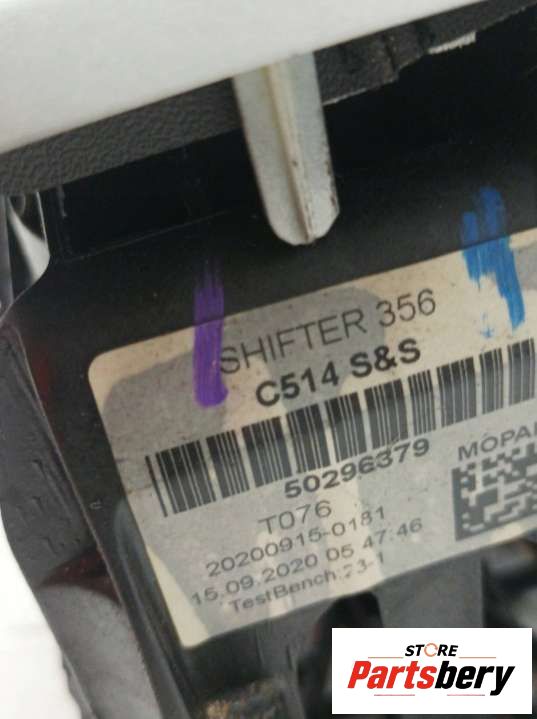 SHIFTER 356
C514 S&S
50296379
MOPAR
T076
20200915-0181
15.09.2020 05:47:46
TestBench:23-1
STORE
Partsbery